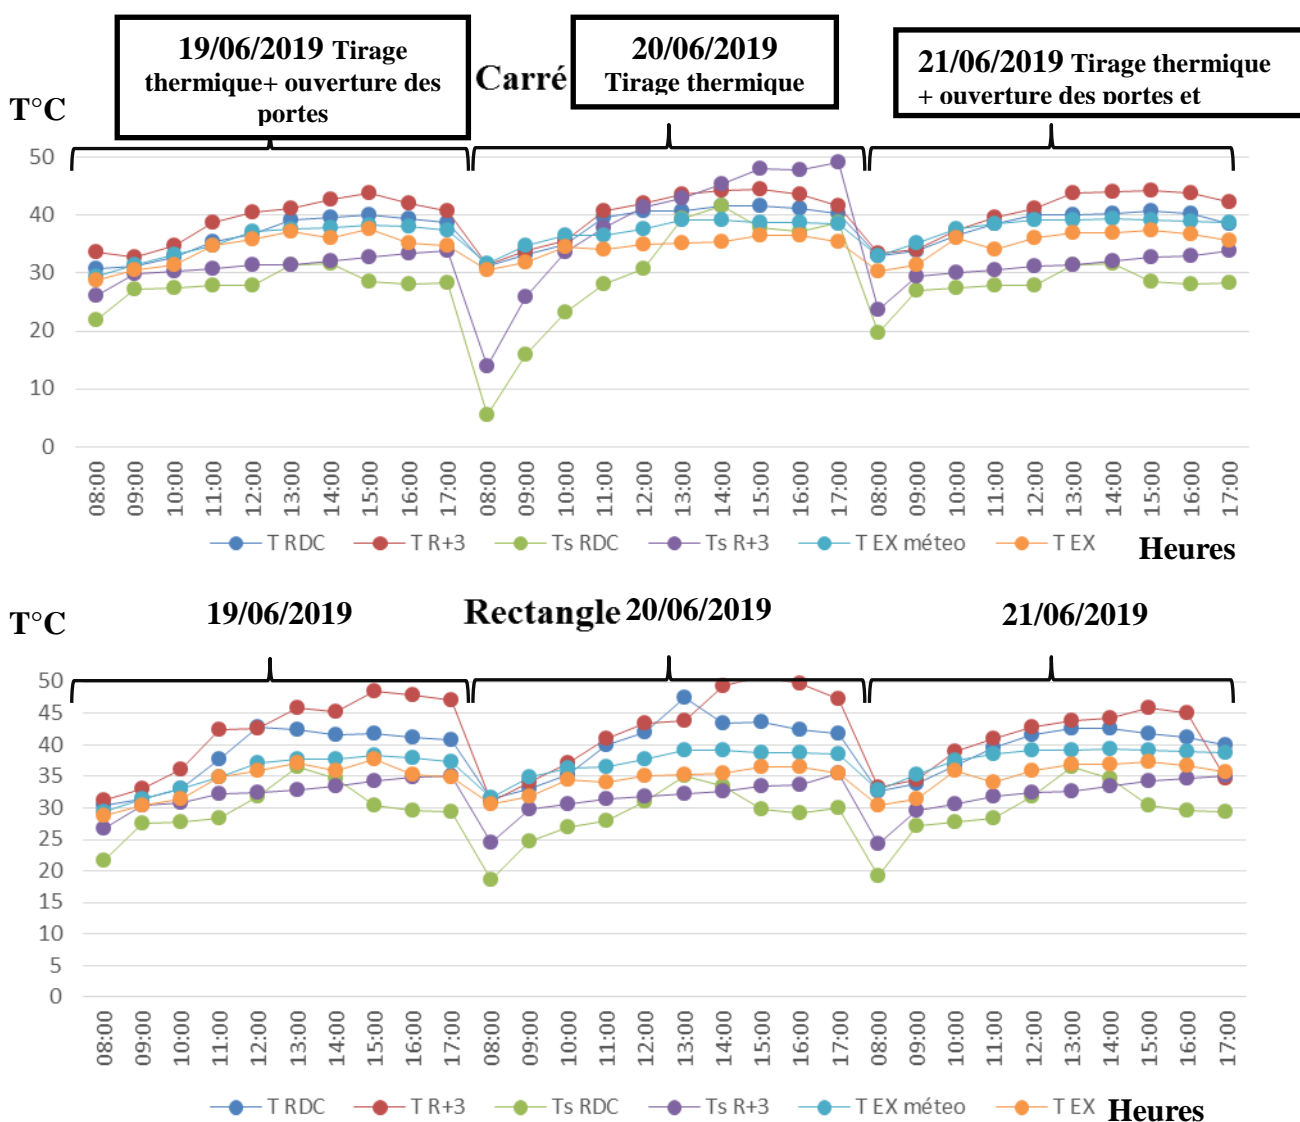 19/06/2019 Tirage
thermique+ ouverture des
portes
Carré
20/06/2019
Tirage thermique
21/06/2019 Tirage thermique
+ ouverture des portes et
T°C
50
40
30
20
10
0
08:00 09:00 10:00 11:00 12:00 13:00 14:00 15:00 16:00 17:00 08:00 09:00 10:00 11:00 12:00 13:00 14:00 15:00 16:00 17:00 08:00 09:00 10:00 11:00 12:00 13:00 14:00 15:00 16:00 17:00
T RDC T R+3 Ts RDC Ts R+3 T EX méteo T EX
Heures
T°C
19/06/2019
Rectangle
20/06/2019
21/06/2019
50
45
40
35
30
25
20
15
10
5
0
08:00 09:00 10:00 11:00 12:00 13:00 14:00 15:00 16:00 17:00 08:00 09:00 10:00 11:00 12:00 13:00 14:00 15:00 16:00 17:00 08:00 09:00 10:00 11:00 12:00 13:00 14:00 15:00 16:00 17:00
T RDC T R+3 Ts RDC Ts R+3 T EX méteo T EX
Heures